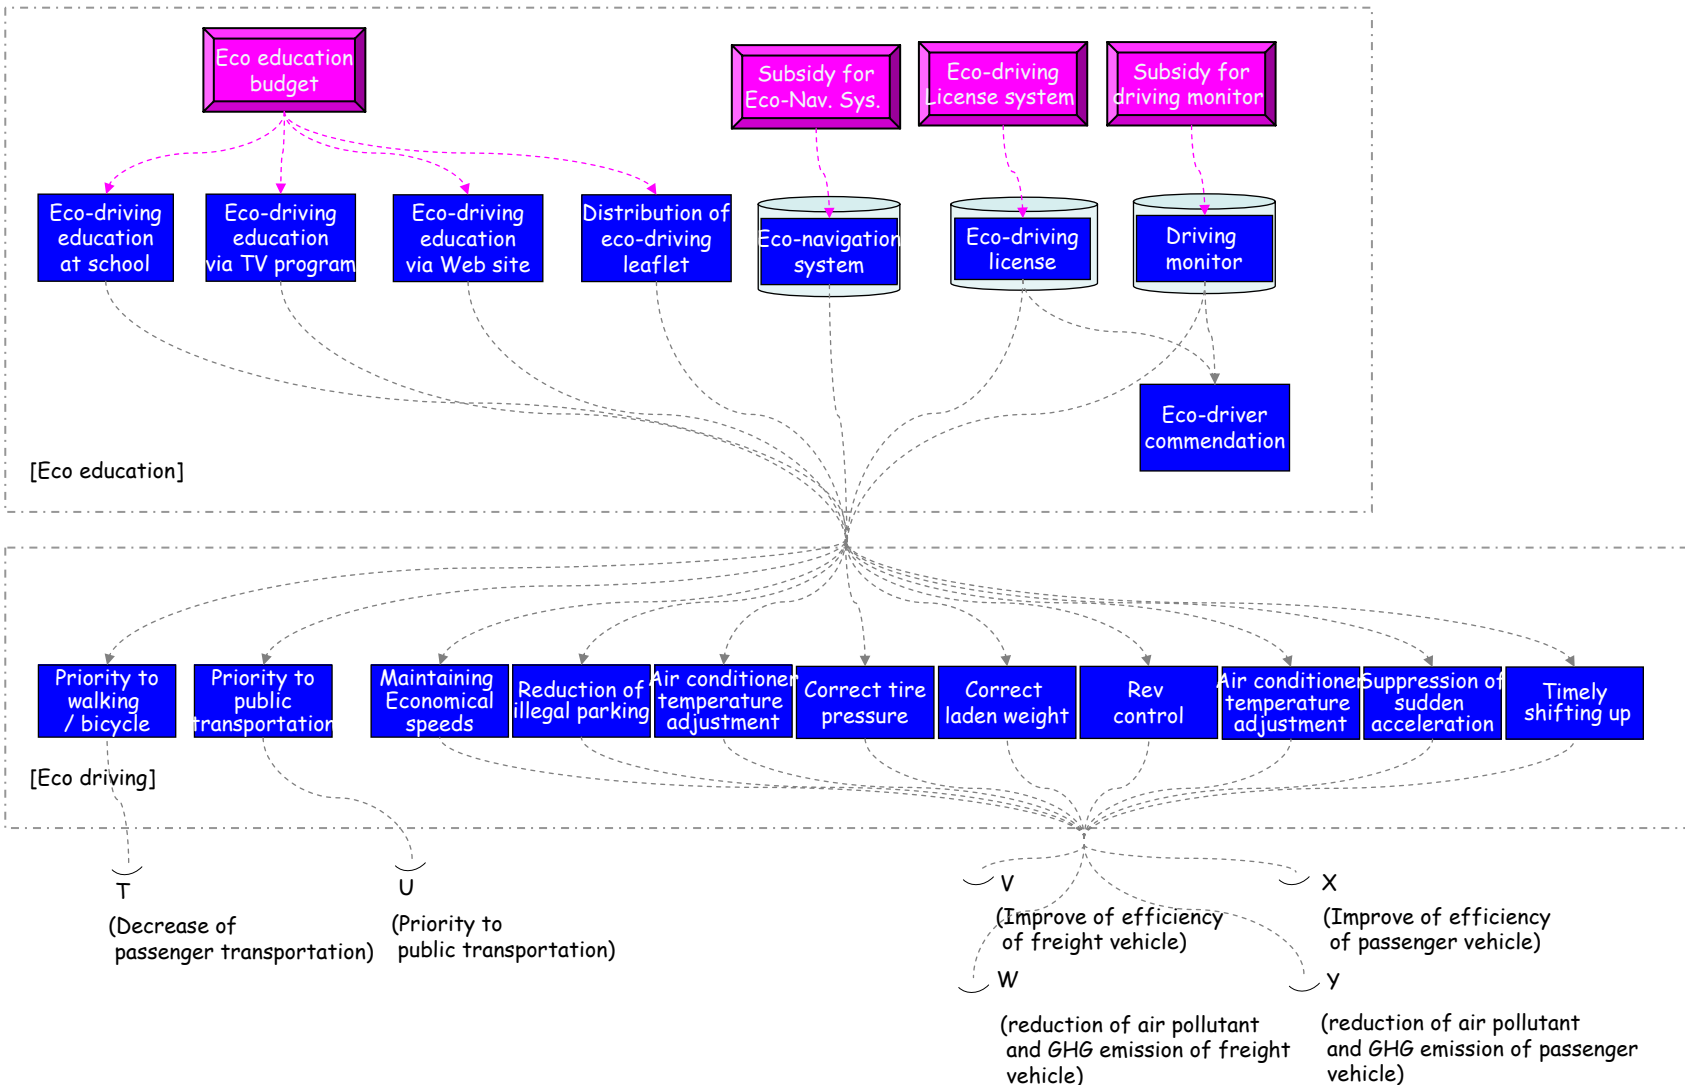 Eco education
budget
Subsidy for
Eco-Nav. Sys.
Eco-driving
License system
Subsidy for
driving monitor
Eco-driving
education
at school
Eco-driving
education
via TV program
Eco-driving
education
via Web site
Distribution of
eco-driving
leaflet
Eco-navigation
system
Eco-driving
license
Driving
monitor
Eco-driver
commendation
[Eco education]
Priority to
walking
/ bicycle
Priority to
public
transportation
Maintaining
Economical
speeds
Reduction of
illegal parking
Air conditioner
temperature
adjustment
Correct tire
pressure
Correct
laden weight
Rev
control
Air conditioner
temperature
adjustment
Suppression of
sudden
acceleration
Timely
shifting up
[Eco driving]
T
(Decrease of
passenger transportation)
U
(Priority to
public transportation)
V
(Improve of efficiency
of freight vehicle)
X
(Improve of efficiency
of passenger vehicle)
W
(reduction of air pollutant
and GHG emission of freight
vehicle)
Y
(reduction of air pollutant
and GHG emission of passenger
vehicle)